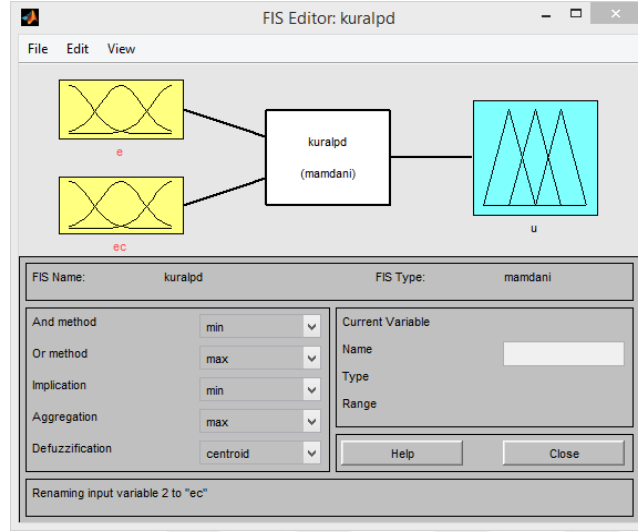 FIS Editor: kuralpd
File Edit View
e
ec
kuralpd
(mamdani)
u
FIS Name: kuralpd FIS Type: mamdani
And method min
Or method max
Implication min
Aggregation max
Defuzzification centroid
Current Variable
Name
Type
Range
Help Close
Renaming input variable 2 to "ec"